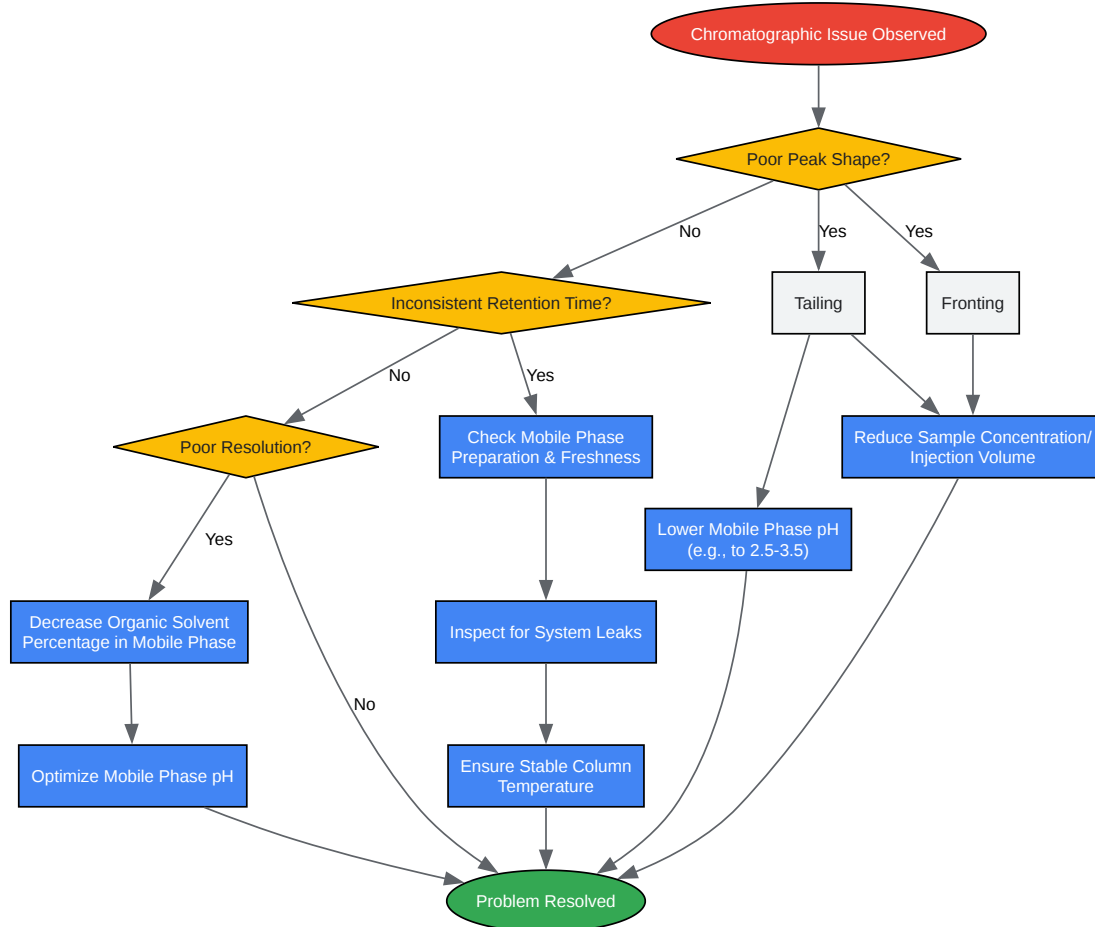 Chromatographic Issue Observed
Poor Peak Shape?
No
Yes
Yes
Inconsistent Retention Time?
Tailing
Fronting
No
Yes
Poor Resolution?
Check Mobile Phase
Preparation & Freshness
Reduce Sample Concentration/
Injection Volume
Lower Mobile Phase pH
(e.g., to 2.5-3.5)
Yes
Decrease Organic Solvent
Percentage in Mobile Phase
Inspect for System Leaks
No
Optimize Mobile Phase pH
Ensure Stable Column
Temperature
Problem Resolved